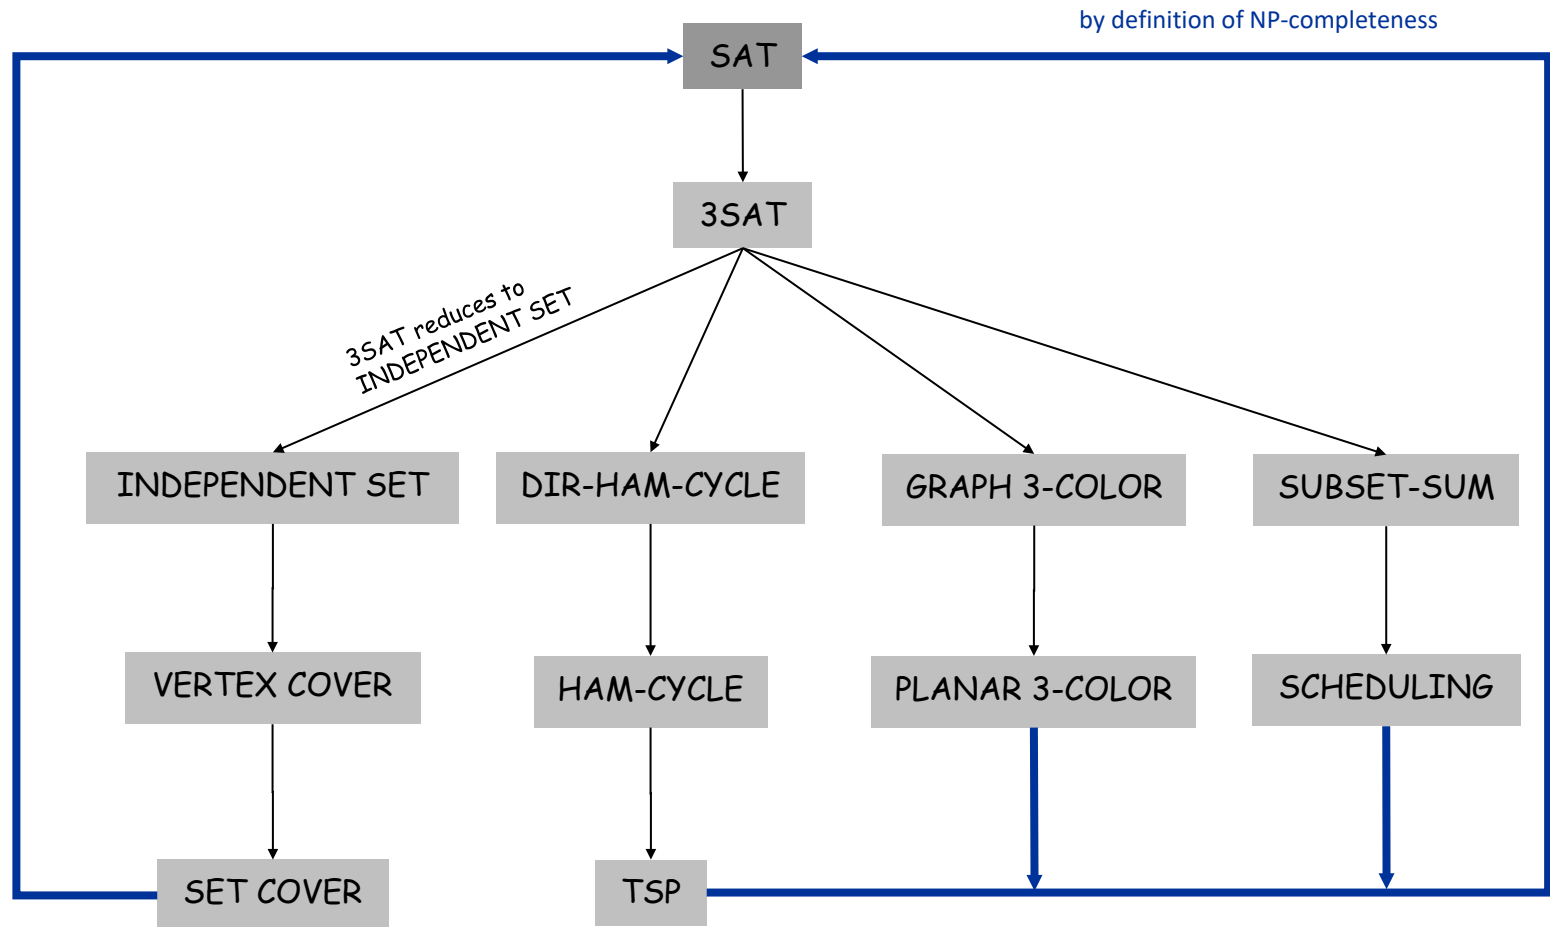 by definition of NP-completeness
SAT
3SAT
3SAT reduces to
INDEPENDENT SET
INDEPENDENT SET
DIR-HAM-CYCLE
GRAPH 3-COLOR
SUBSET-SUM
VERTEX COVER
HAM-CYCLE
PLANAR 3-COLOR
SCHEDULING
SET COVER
TSP